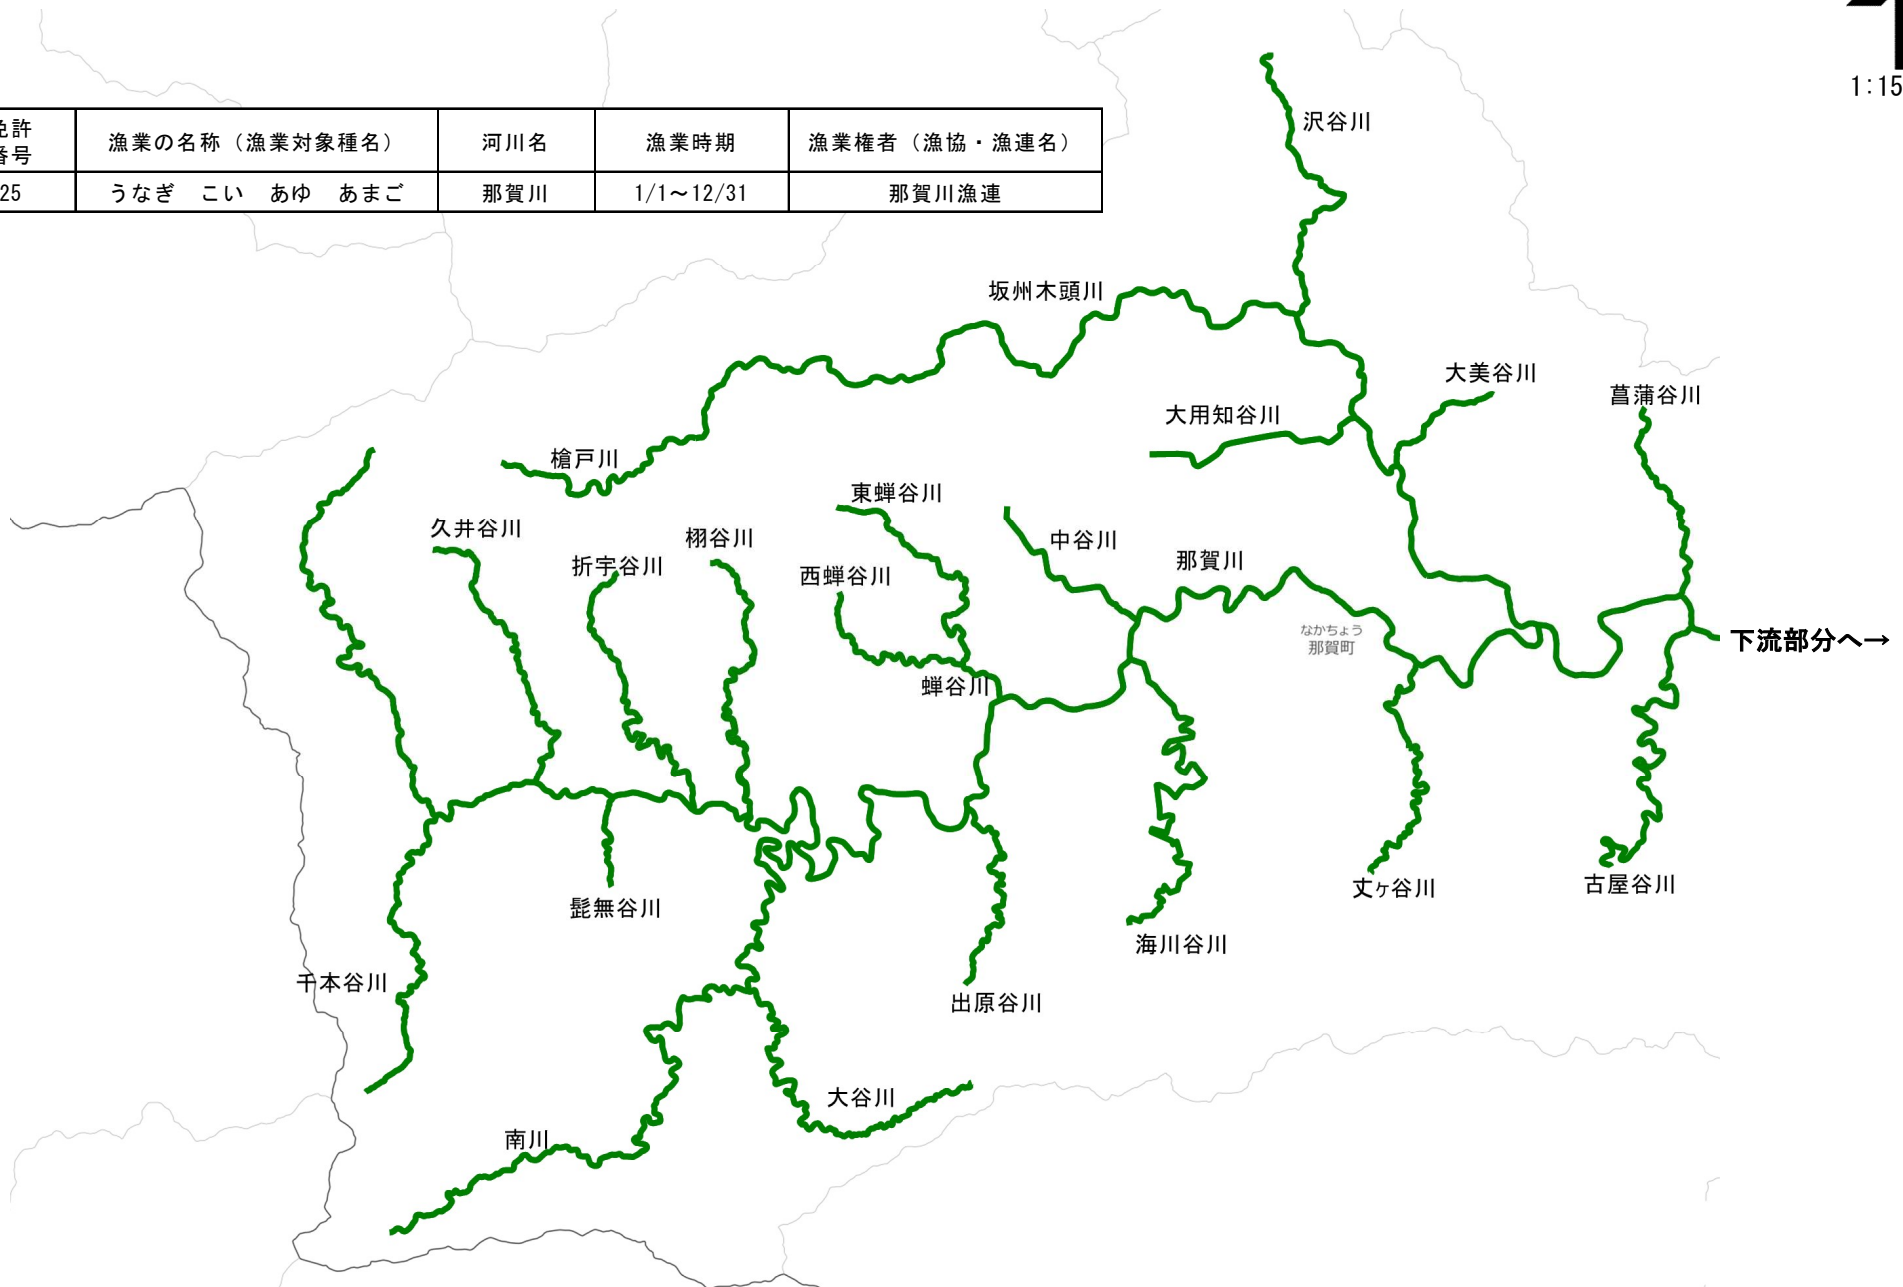 1:15
免許
番号
漁業の名称（漁業対象種名）
河川名
漁業時期
漁業権者（漁協・漁連名）
25
うなぎ　こい　あゆ　あまご
那賀川
1/1～12/31
那賀川漁連
沢谷川
坂州木頭川
大美谷川
菖蒲谷川
大用知谷川
槍戸川
東蝉谷川
久井谷川
栩谷川
中谷川
那賀川
折宇谷川
西蝉谷川
なかちょう
那賀町
下流部分へ→
蝉谷川
丈ヶ谷川
古屋谷川
髭無谷川
海川谷川
千本谷川
出原谷川
大谷川
南川